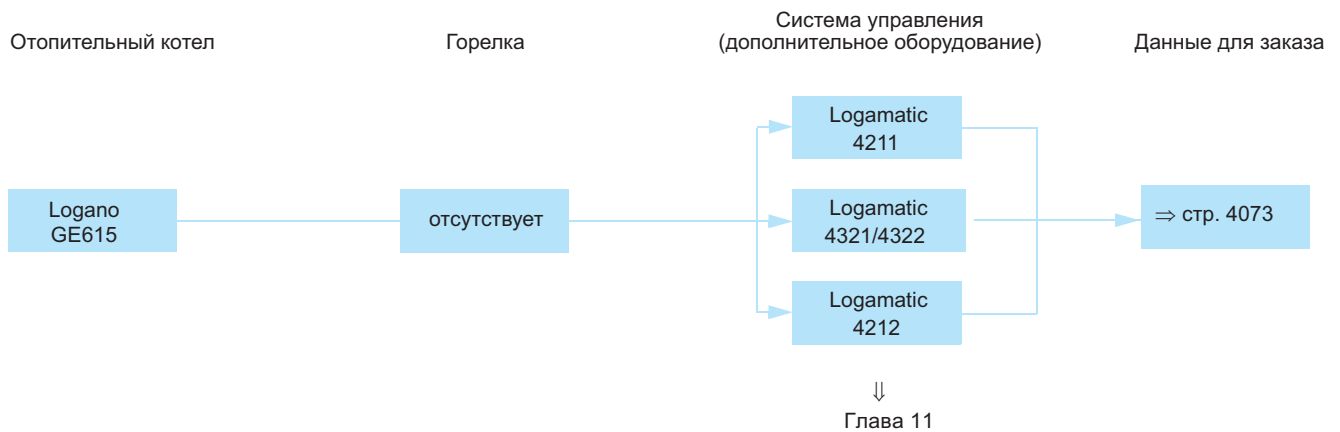 Отопительный котел
Горелка
Система управления
(дополнительное оборудование)
Данные для заказа
Logano
GE615
отсутствует
Logamatic
4211
Logamatic
4321/4322
Logamatic
4212
⇒ стр. 4073
⇓
Глава 11